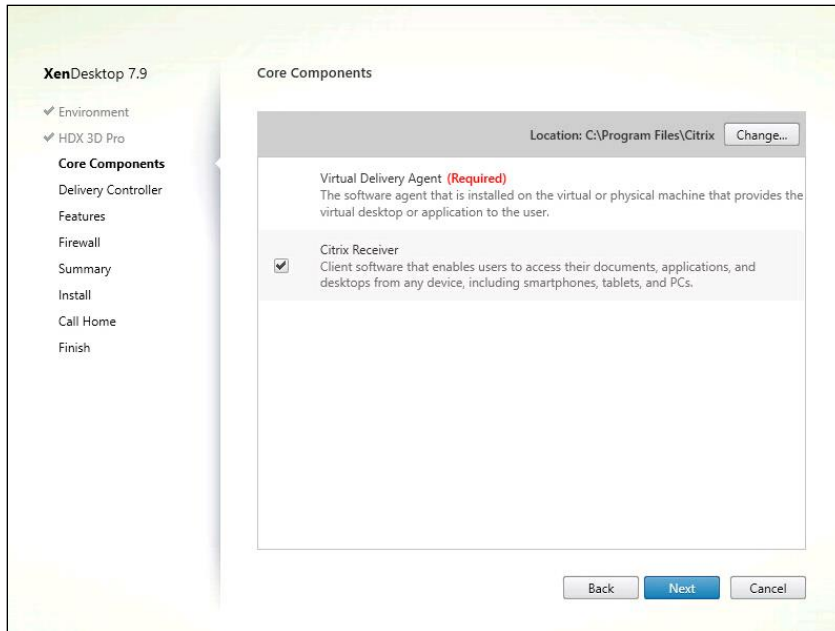 XenDesktop 7.9
Environment
HDX 3D Pro
Core Components
Delivery Controller
Features
Firewall
Summary
Install
Call Home
Finish
Core Components
Location: C:\Program Files\Citrix Change...
Virtual Delivery Agent (Required)
The software agent that is installed on the virtual or physical machine that provides the
virtual desktop or application to the user.
Citrix Receiver
Client software that enables users to access their documents, applications, and
desktops from any device, including smartphones, tablets, and PCs.
Back Next Cancel